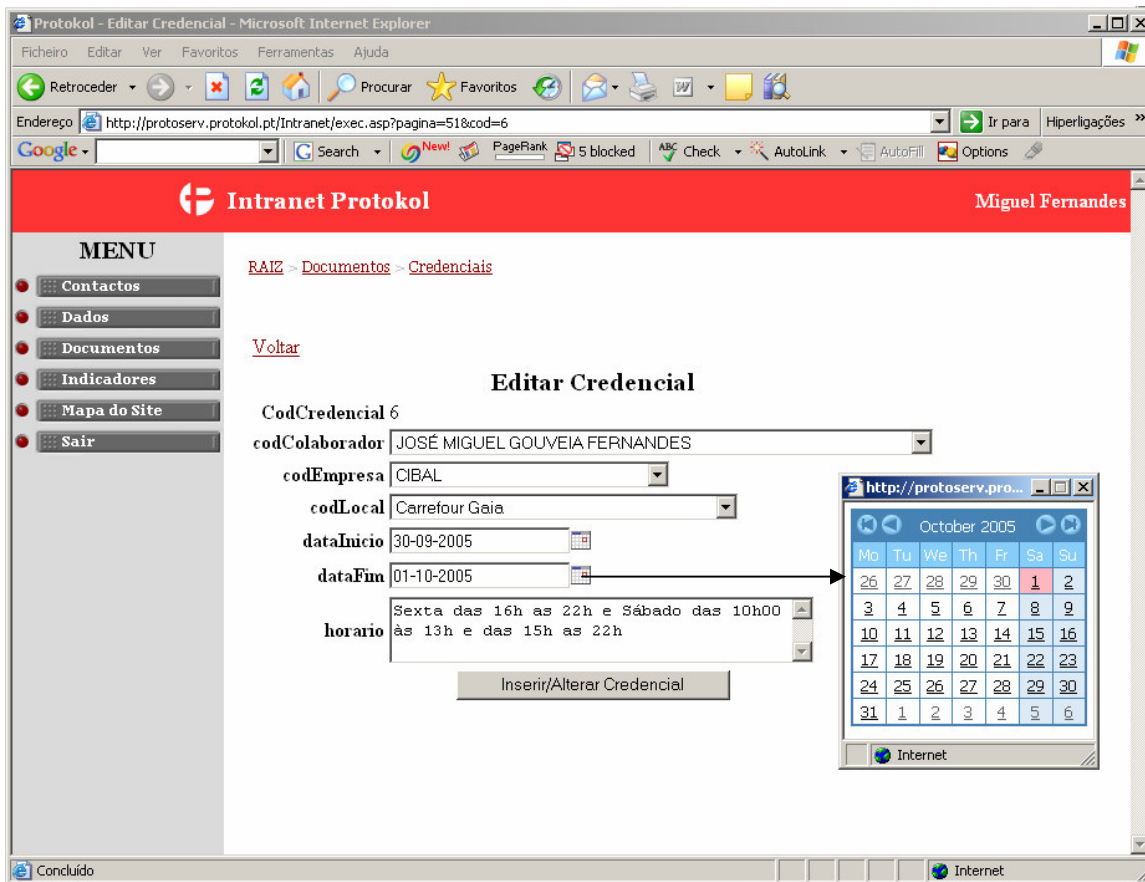 Protokol - Editar Credencial - Microsoft Internet Explorer
Ficheiro Editar Ver Favoritos Ferramentas Ajuda
Retroceder Procurar Favoritos
Endereço http://protoserv.protokol.pt/Intranet/exec.asp?pagina=51&cod=6 Ir para Hiperligações »
Google G Search New! PageRank 5 blocked ABC Check AutoLink AutoFill Options
Intranet Protokol Miguel Fernandes
MENU
Contactos
Dados
Documentos
Indicadores
Mapa do Site
Sair
RAIZ > Documentos > Credenciais
Voltar
Editar Credencial
CodCredencial 6
codColaborador JOSÉ MIGUEL GOUVEIA FERNANDES
codEmpresa CIBAL
codLocal Carrefour Gaia
dataInicio 30-09-2005
dataFim 01-10-2005
horario Sexta das 16h as 22h e Sábado das 10h00
às 13h e das 15h as 22h
Inserir/Alterar Credencial
http://protoserv.pro...
October 2005
Mo Tu We Th Fr Sa Su
26 27 28 29 30 1 2
3 4 5 6 7 8 9
10 11 12 13 14 15 16
17 18 19 20 21 22 23
24 25 26 27 28 29 30
31 1 2 3 4 5 6
Internet
Concluído Internet